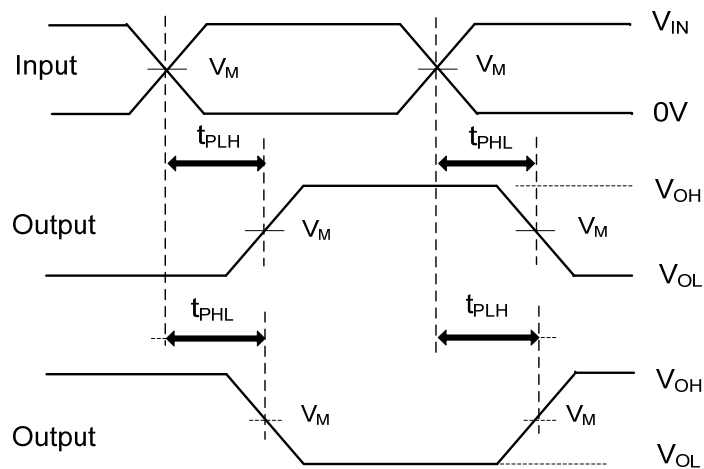 V_IN
Input V_M V_M
0V
t_PLH t_PHL
V_OH
Output V_M V_M
V_OL
t_PHL t_PLH
V_OH
V_M V_M
Output
V_OL